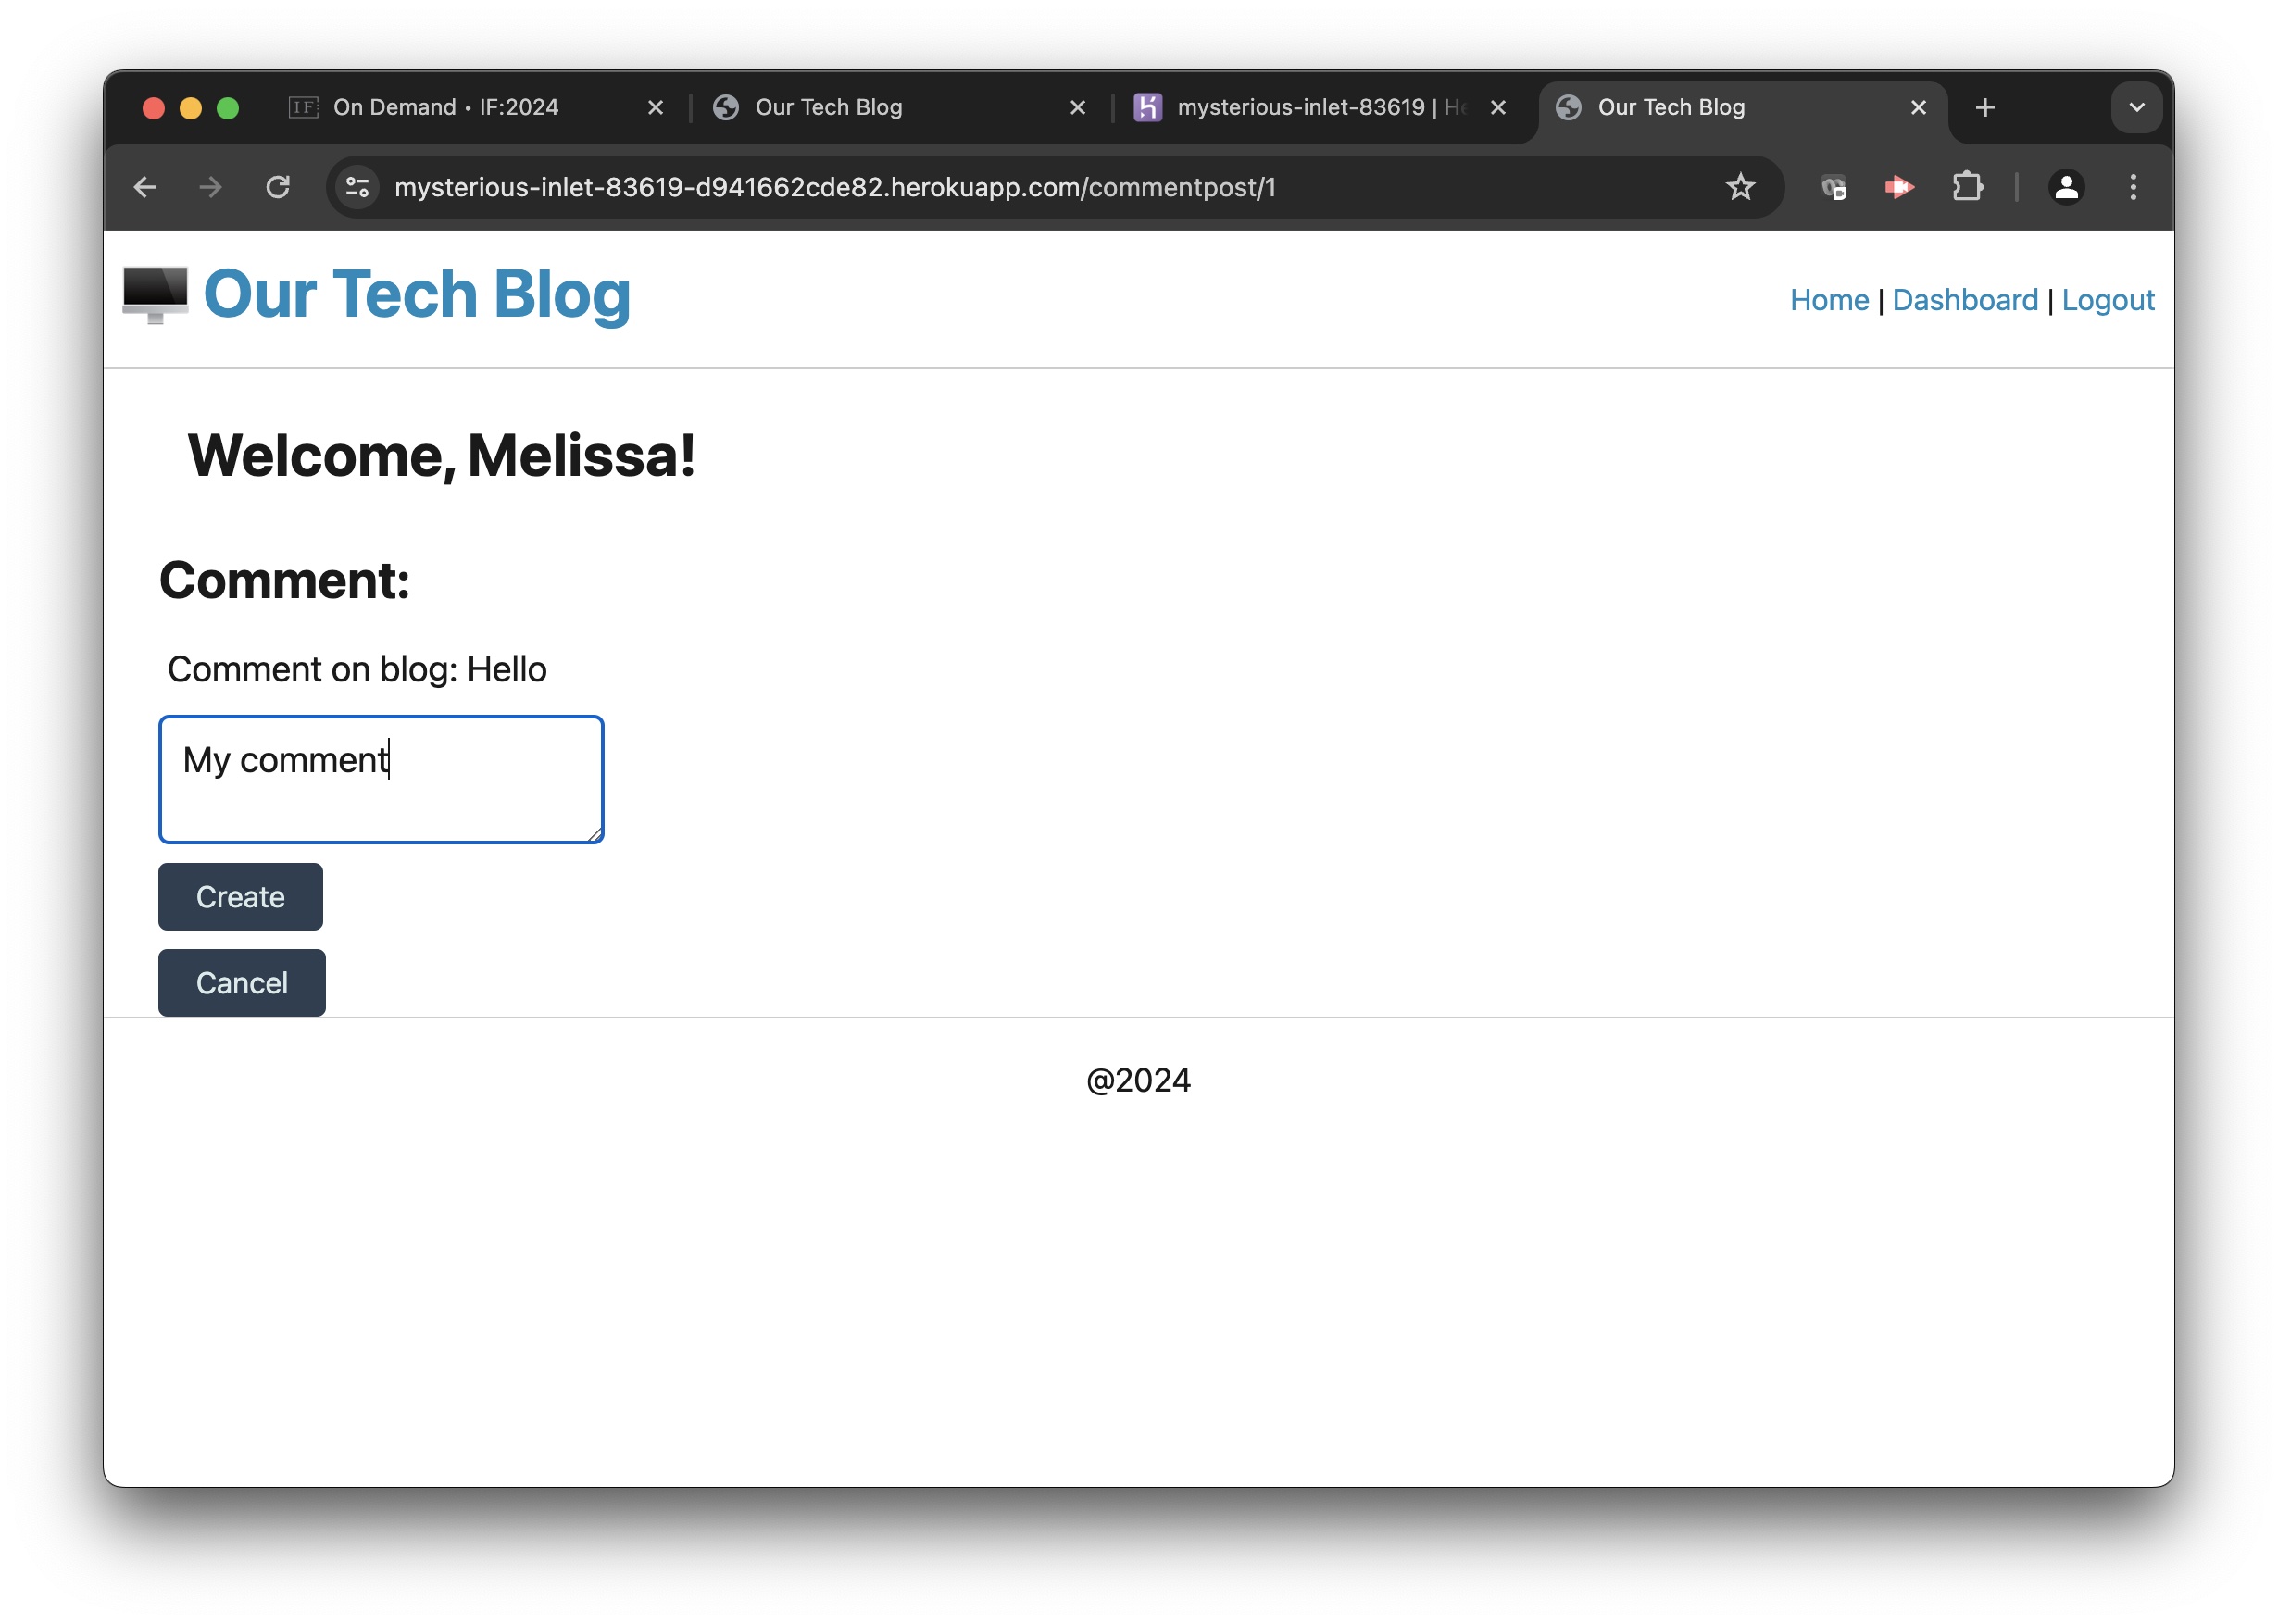 IF On Demand • IF:2024
Our Tech Blog
mysterious-inlet-83619 | He
Our Tech Blog
mysterious-inlet-83619-d941662cde82.herokuapp.com/commentpost/1
Our Tech Blog
Home | Dashboard | Logout
Welcome, Melissa!
Comment:
Comment on blog: Hello
My comment
Create
Cancel
@2024